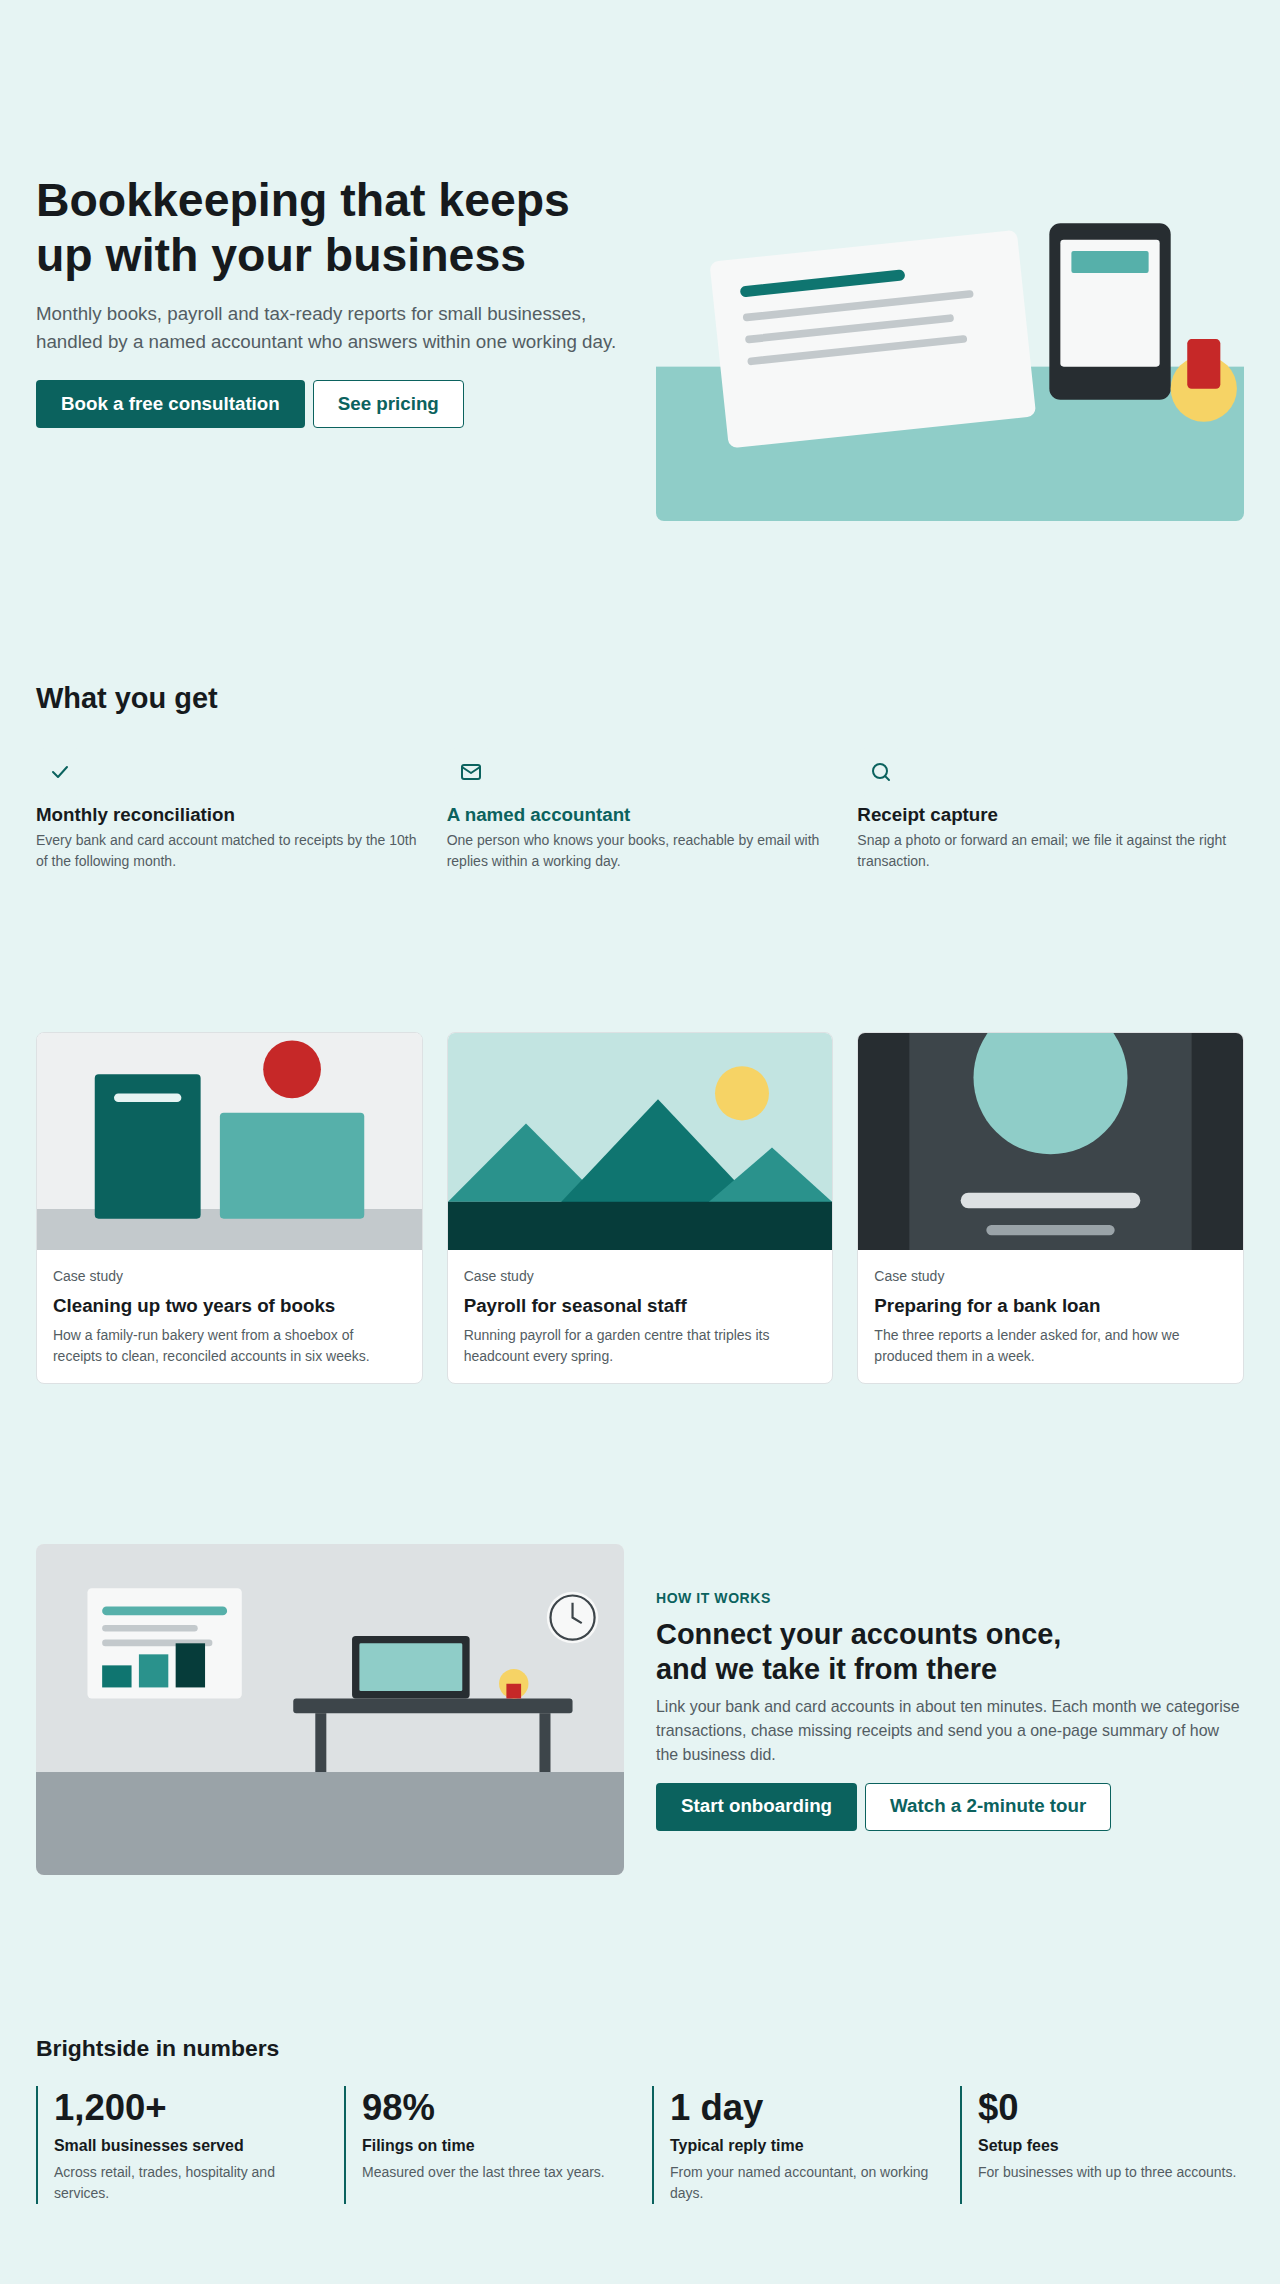 Bookkeeping that keeps
up with your business
Monthly books, payroll and tax-ready reports for small businesses,
handled by a named accountant who answers within one working day.
Book a free consultation
See pricing
What you get
Monthly reconciliation
Every bank and card account matched to receipts by the 10th
of the following month.
A named accountant
One person who knows your books, reachable by email with
replies within a working day.
Receipt capture
Snap a photo or forward an email; we file it against the right
transaction.
Case study
Cleaning up two years of books
How a family-run bakery went from a shoebox of
receipts to clean, reconciled accounts in six weeks.
Case study
Payroll for seasonal staff
Running payroll for a garden centre that triples its
headcount every spring.
Case study
Preparing for a bank loan
The three reports a lender asked for, and how we
produced them in a week.
HOW IT WORKS
Connect your accounts once,
and we take it from there
Link your bank and card accounts in about ten minutes. Each month we categorise
transactions, chase missing receipts and send you a one-page summary of how
the business did.
Start onboarding
Watch a 2-minute tour
Brightside in numbers
1,200+
Small businesses served
Across retail, trades, hospitality and
services.
98%
Filings on time
Measured over the last three tax years.
1 day
Typical reply time
From your named accountant, on working
days.
$0
Setup fees
For businesses with up to three accounts.